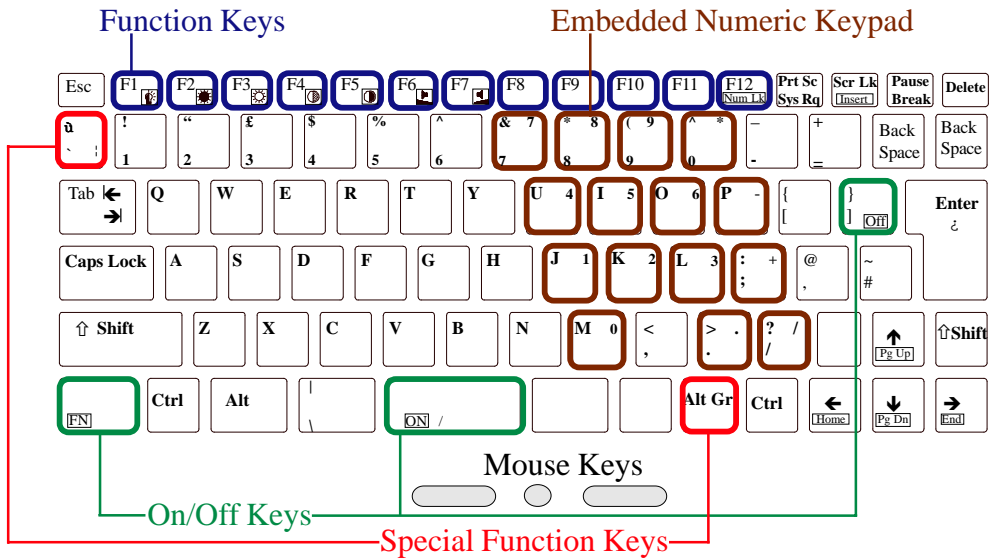 Function Keys Embedded Numeric Keypad
Esc F1 F2 F3 F4 F5 F6 F7 F8 F9 F10 F11 F12 Prt Sc Scr Lk Pause Delete
Num Lk Sys Rq Insert Break
ù ! “ £ $ % ^ & 7 * 8 ( 9 ^ * – + Back Back
` ¦ 1 2 3 4 5 6 7 8 9 0 - = Space Space
Tab Q W E R T Y U 4 I 5 O 6 P - { } Enter
[ ] Off ¿
Caps Lock A S D F G H J 1 K 2 L 3 : + @ ~
; , #
⇧ Shift Z X C V B N M 0 < > . ? / ↑ ⇧Shift
, . / Pg Up
Ctrl Alt | Alt Gr Ctrl ← ↓ →
FN \ ON / Home Pg Dn End
Mouse Keys
On/Off Keys
Special Function Keys